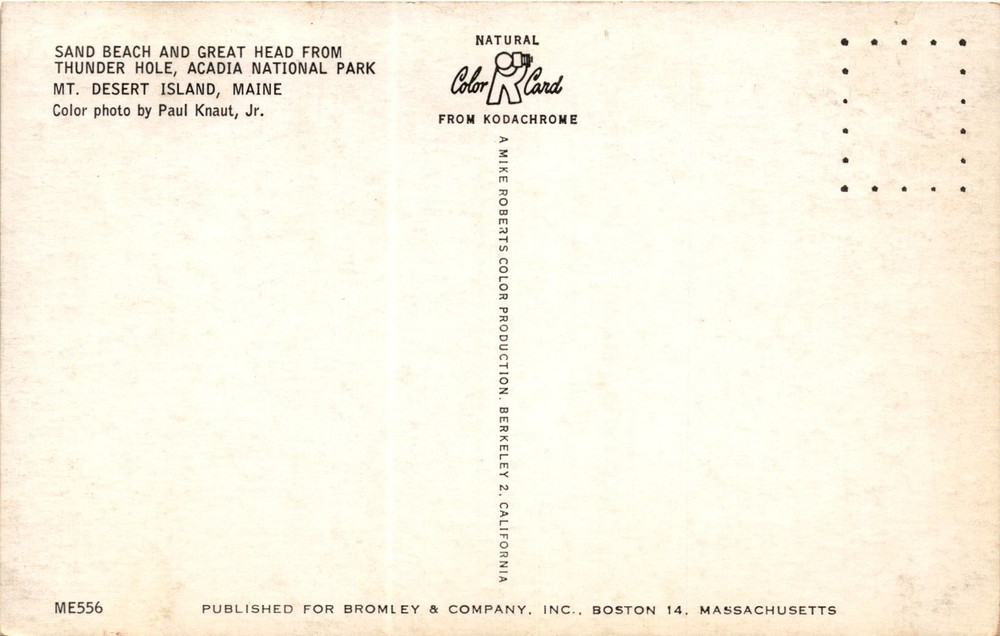 SAND BEACH AND GREAT HEAD FROM
THUNDER HOLE, ACADIA NATIONAL PARK
MT. DESERT ISLAND, MAINE
Color photo by Paul Knaut, Jr.
NATURAL
Color Card
FROM KODACHROME
A MIKE ROBERTS COLOR PRODUCTION. BERKELEY 2, CALIFORNIA
ME556
PUBLISHED FOR BROMLEY & COMPANY, INC., BOSTON 14, MASSACHUSETTS